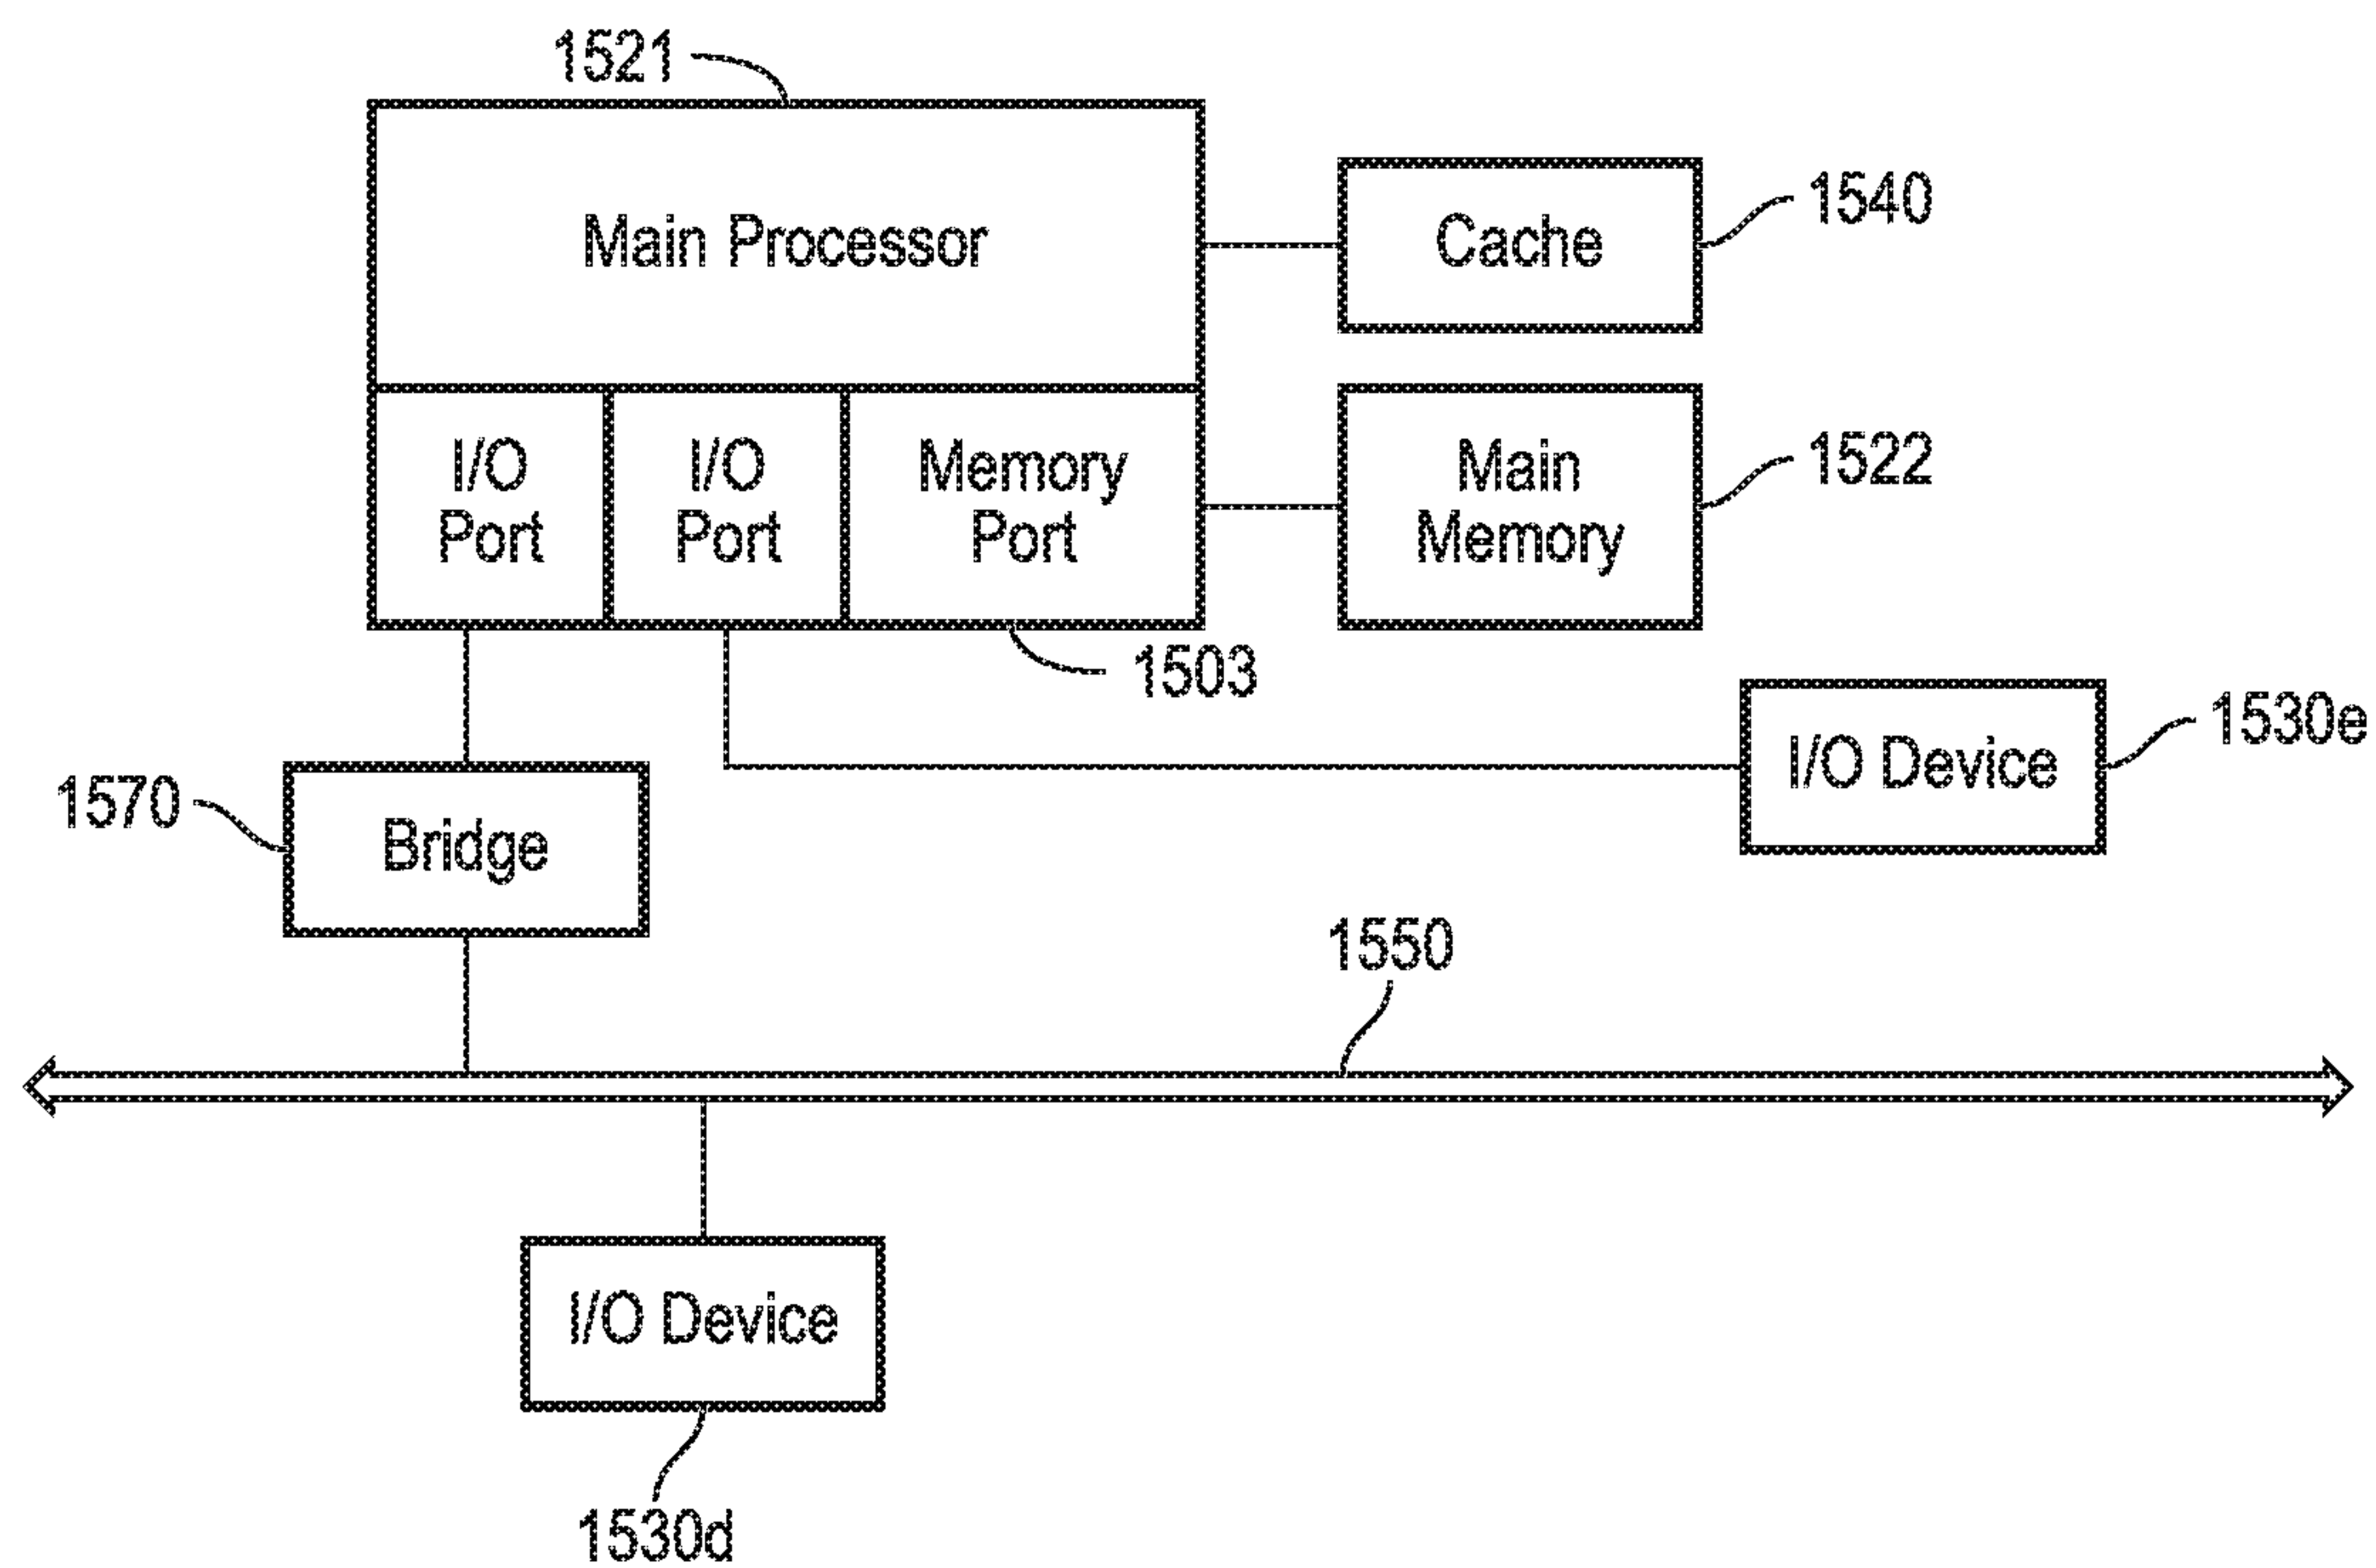 1521
Main Processor
Cache
1540
I/O
Port
I/O
Port
Memory
Port
Main
Memory
1522
1503
I/O Device
1530e
1570
Bridge
1550
I/O Device
1530d